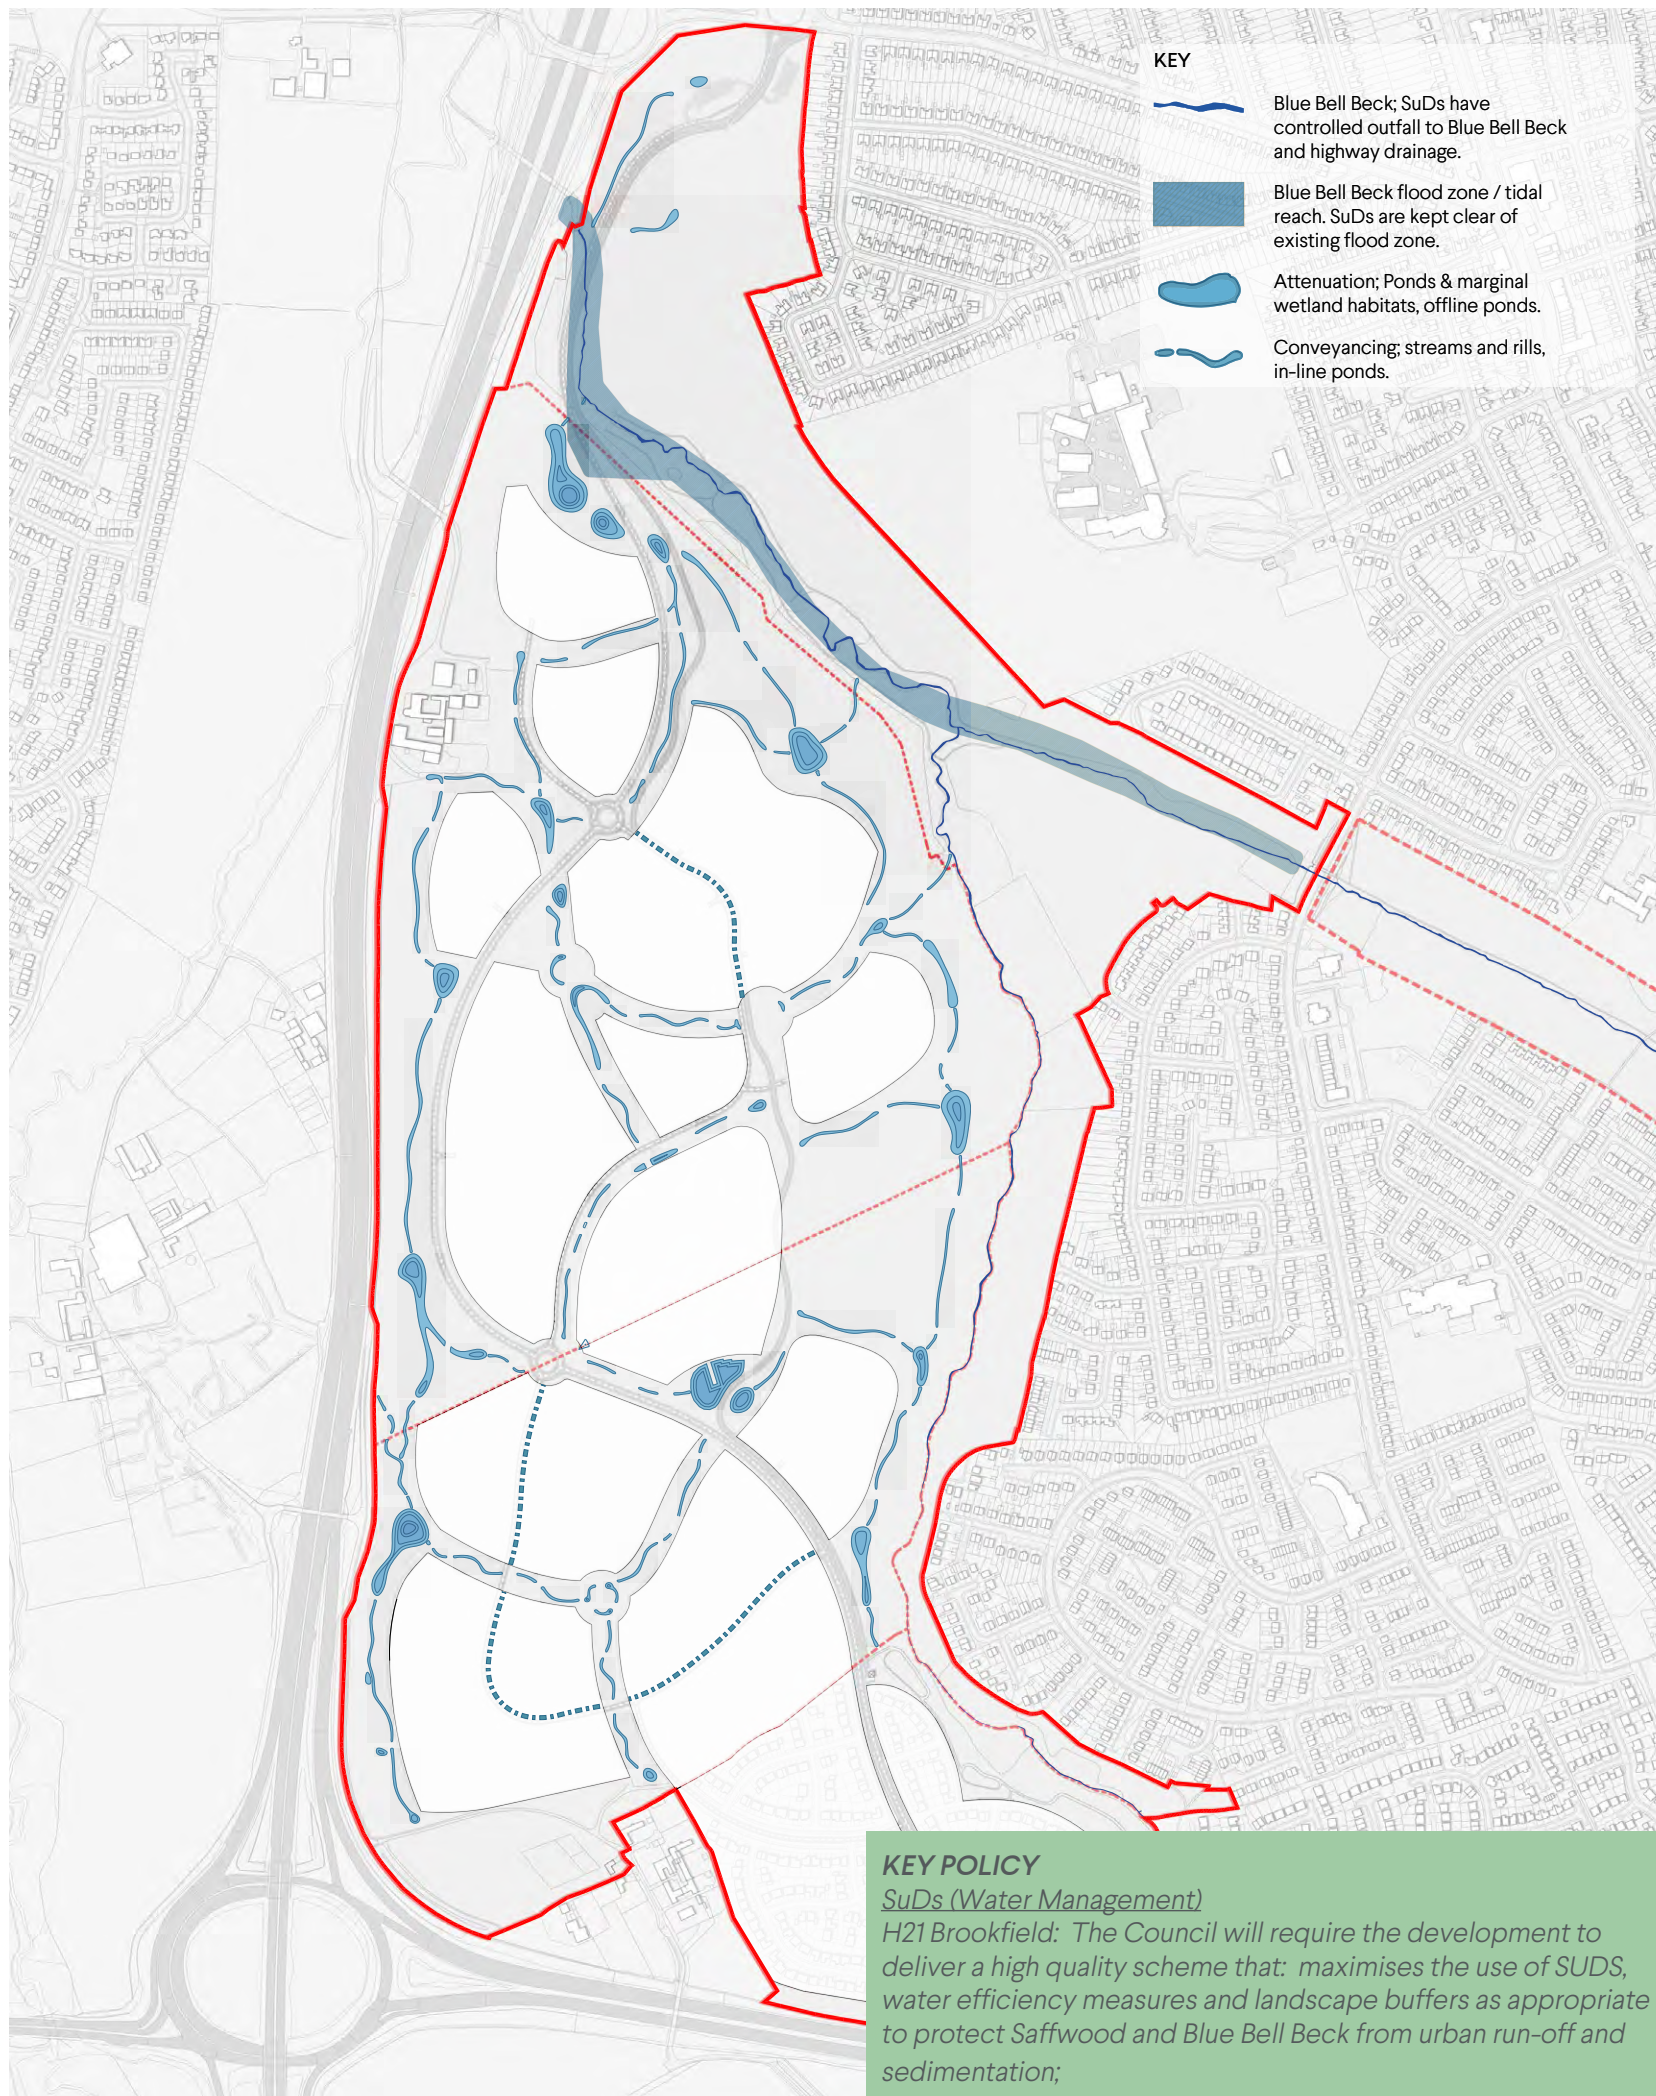 KEY
Blue Bell Beck; SuDs have
controlled outfall to Blue Bell Beck
and highway drainage.
Blue Bell Beck flood zone / tidal
reach. SuDs are kept clear of
existing flood zone.
Attenuation; Ponds & marginal
wetland habitats, offline ponds.
Conveyancing; streams and rills,
in-line ponds.
KEY POLICY
SuDs (Water Management)
H21 Brookfield: The Council will require the development to
deliver a high quality scheme that: maximises the use of SUDS,
water efficiency measures and landscape buffers as appropriate
to protect Saffwood and Blue Bell Beck from urban run-off and
sedimentation;